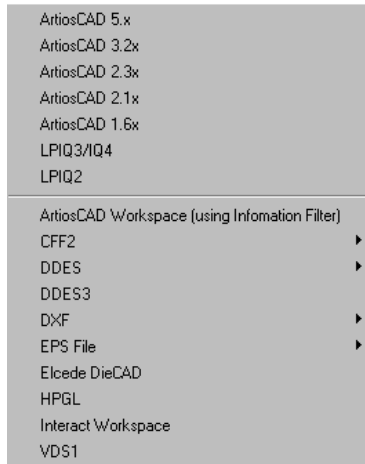 ArtiosCAD 5.x
ArtiosCAD 3.2x
ArtiosCAD 2.3x
ArtiosCAD 2.1x
ArtiosCAD 1.6x
LPIQ3/IQ4
LPIQ2
ArtiosCAD Workspace (using Infomation Filter)
CFF2
DDES
DDES3
DXF
EPS File
Elcede DieCAD
HPGL
Interact Workspace
VDS1